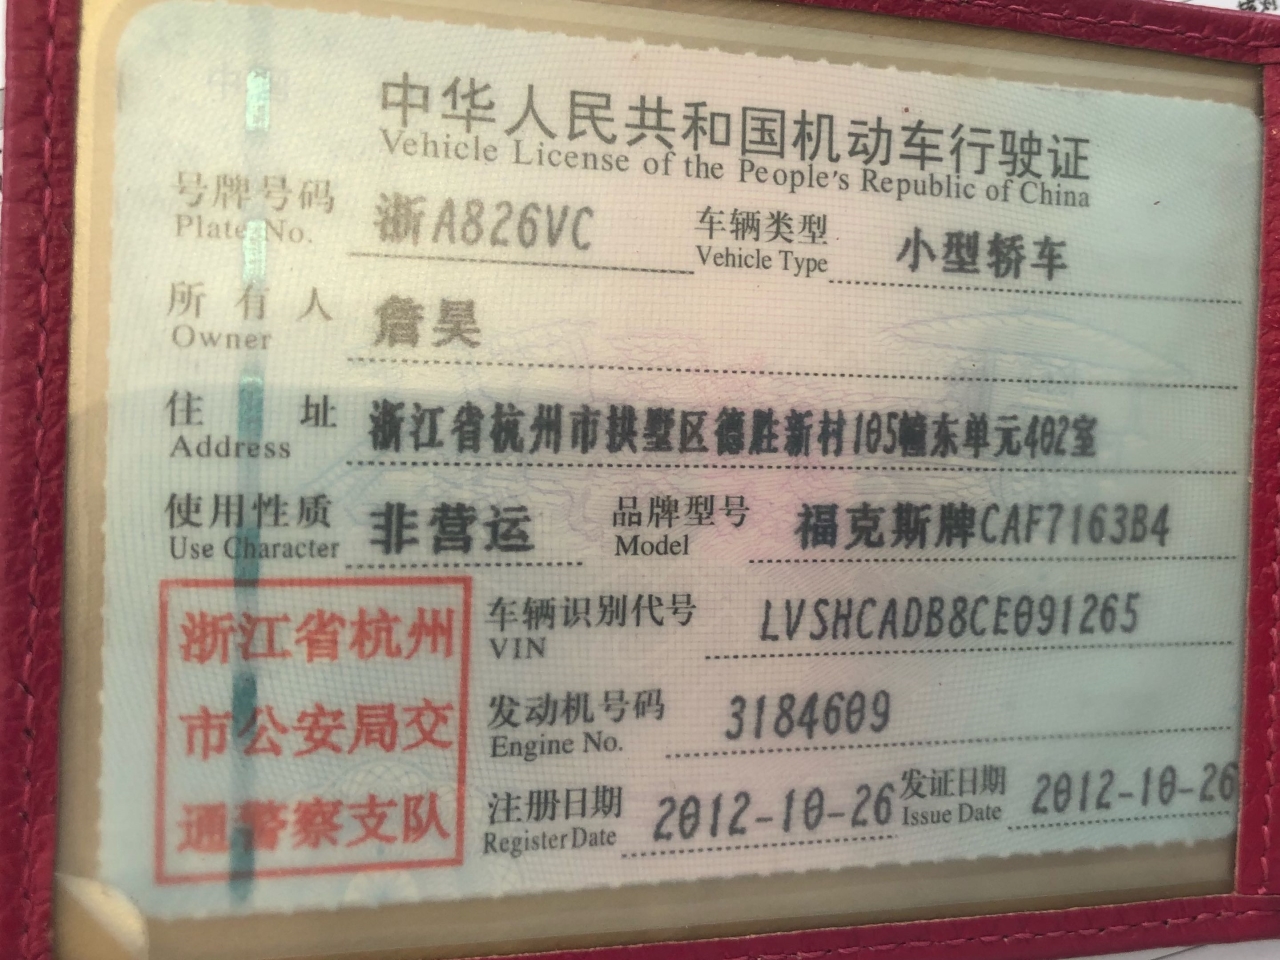 中华人民共和国机动车行驶证
Vehicle License of the People's Republic of China
号牌号码 浙A826VC 车辆类型 小型轿车
Plate No. Vehicle Type
所有人 詹昊
Owner
住址 浙江省杭州市拱墅区德胜新村105幢东单元402室
Address
使用性质 非营运 品牌型号 福克斯牌CAF7163B4
Use Character Model
浙江省杭州
市公安局交
通警察支队
车辆识别代号 LVSHCADB8CE091265
VIN
发动机号码 3184609
Engine No.
注册日期 2012-10-26 发证日期 2012-10-26
Register Date Issue Date